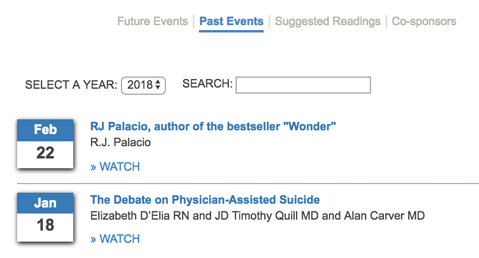 Future Events | Past Events | Suggested Readings | Co-sponsors
SELECT A YEAR: 2018 SEARCH:
Feb
22
RJ Palacio, author of the bestseller "Wonder"
R.J. Palacio
» WATCH
Jan
18
The Debate on Physician-Assisted Suicide
Elizabeth D'Elia RN and JD Timothy Quill MD and Alan Carver MD
» WATCH